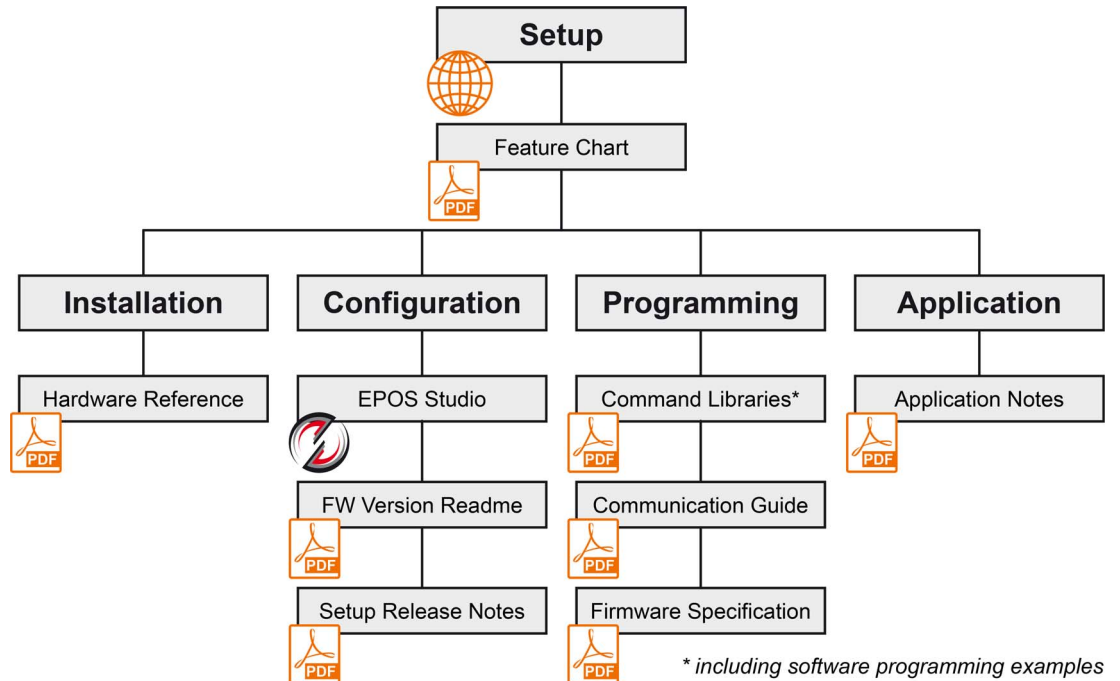 Setup
Feature Chart
PDF
Installation
Configuration
Programming
Application
Hardware Reference
EPOS Studio
Command Libraries*
Application Notes
PDF
PDF
PDF
FW Version Readme
Communication Guide
PDF
PDF
Setup Release Notes
Firmware Specification
PDF
PDF
* including software programming examples